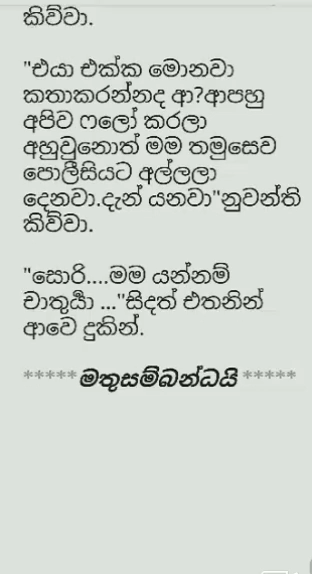 කිව්වා.
"එයා එක්ක මොනවා
කතාකරන්නද ආ?ආපහු
අපිව ෆලෝ කරලා
අහුවුනොත් මම තමුසෙව
පොලීසියට අල්ලලා
දෙනවා.දැන් යනවා"නුවන්ති
කිව්වා.
"සොරි....මම යන්නම්
චාතුර්‍යා ..."සිදත් එතනින්
ආවෙ දුකින්.
*****මතුසම්බන්ධයි*****